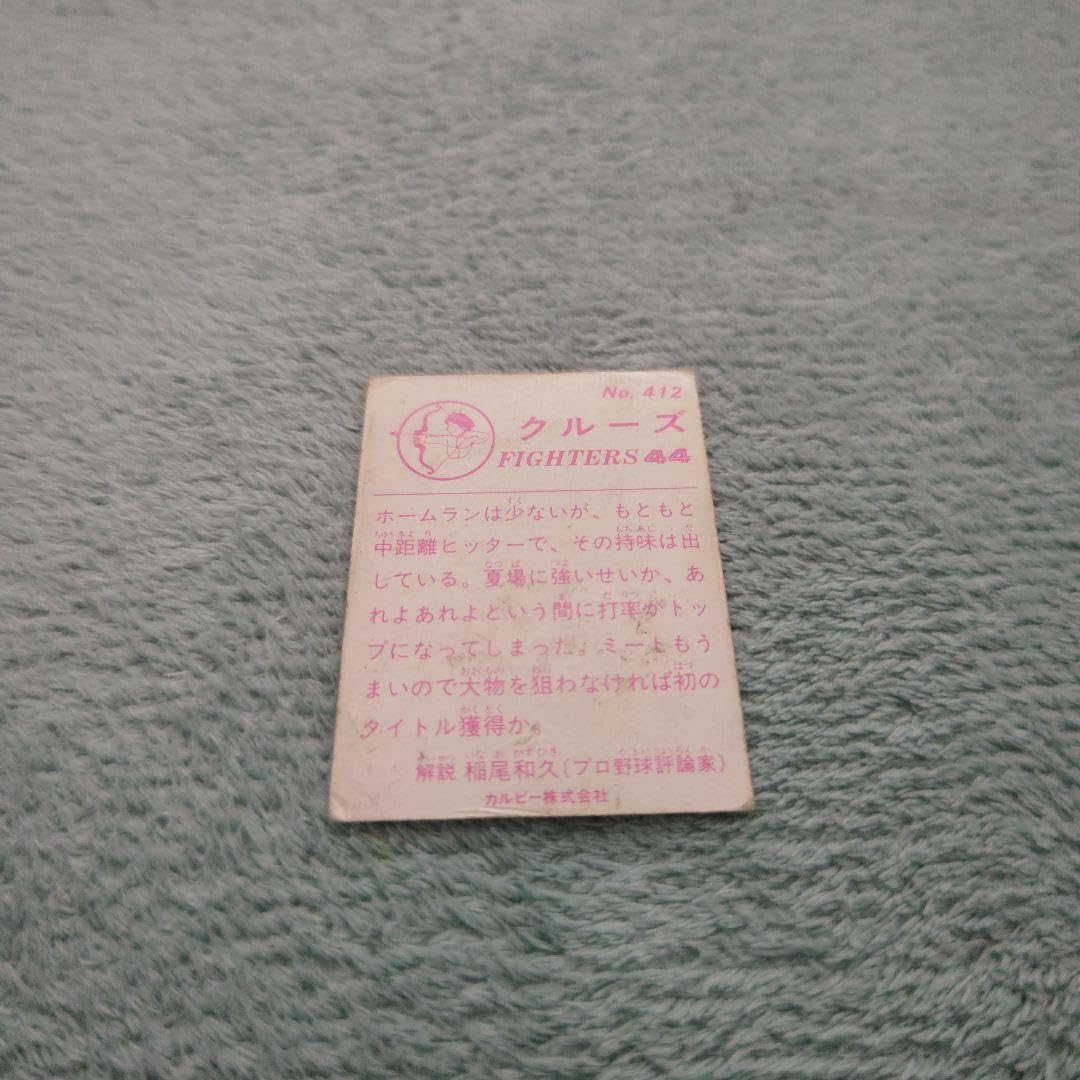 No. 412
クルーズ
FIGHTERS 44
ホームランは少ないが、もともと
中距離ヒッターで、その持味は出
している。夏場に強いせいか、あ
れよあれよという間に打率がトッ
プになってしまった。ミートもう
まいので大物を狙わなければ初の
タイトル獲得か。
解説 稲尾和久(プロ野球評論家)
カルビー株式会社